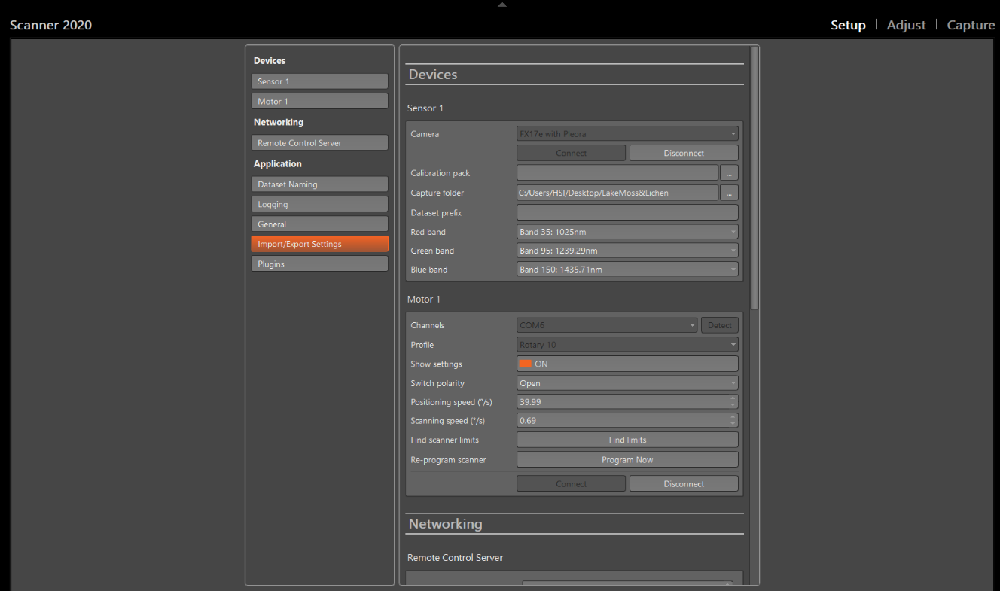 Scanner 2020
Setup | Adjust | Capture
Devices
Sensor 1
Motor 1
Networking
Remote Control Server
Application
Dataset Naming
Logging
General
Import/Export Settings
Plugins
Devices
Sensor 1
Camera FX17e with Pleora
Connect Disconnect
Calibration pack ...
Capture folder C:/Users/HSI/Desktop/LakeMoss&Lichen ...
Dataset prefix
Red band Band 35: 1025nm
Green band Band 95: 1239.29nm
Blue band Band 150: 1435.71nm
Motor 1
Channels COM6 Detect
Profile Rotary 10
Show settings ON
Switch polarity Open
Positioning speed (°/s) 39.99
Scanning speed (°/s) 0.69
Find scanner limits Find limits
Re-program scanner Program Now
Connect Disconnect
Networking
Remote Control Server